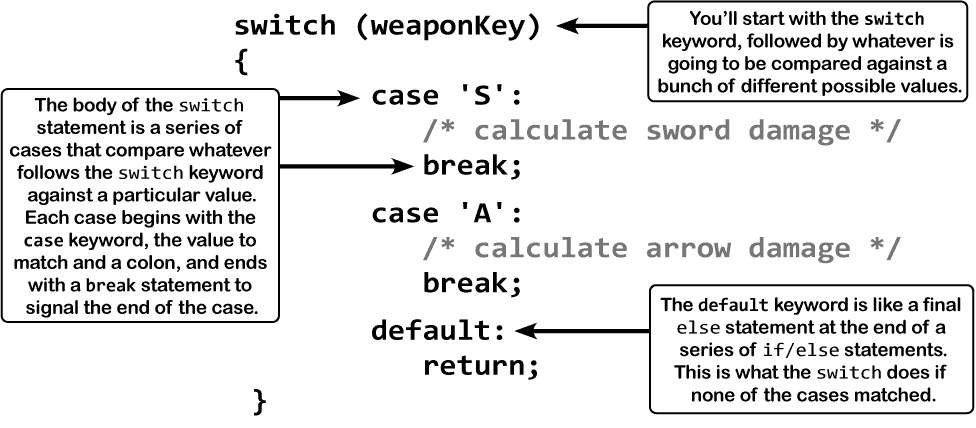 switch (weaponKey)
{
You’ll start with the switch
keyword, followed by whatever is
going to be compared against a
bunch of different possible values.
The body of the switch
statement is a series of
cases that compare whatever
follows the switch keyword
against a particular value.
Each case begins with the
case keyword, the value to
match and a colon, and ends
with a break statement to
signal the end of the case.
case 'S':
/* calculate sword damage */
break;
case 'A':
/* calculate arrow damage */
break;
default:
return;
The default keyword is like a final
else statement at the end of a
series of if/else statements.
This is what the switch does if
none of the cases matched.
}